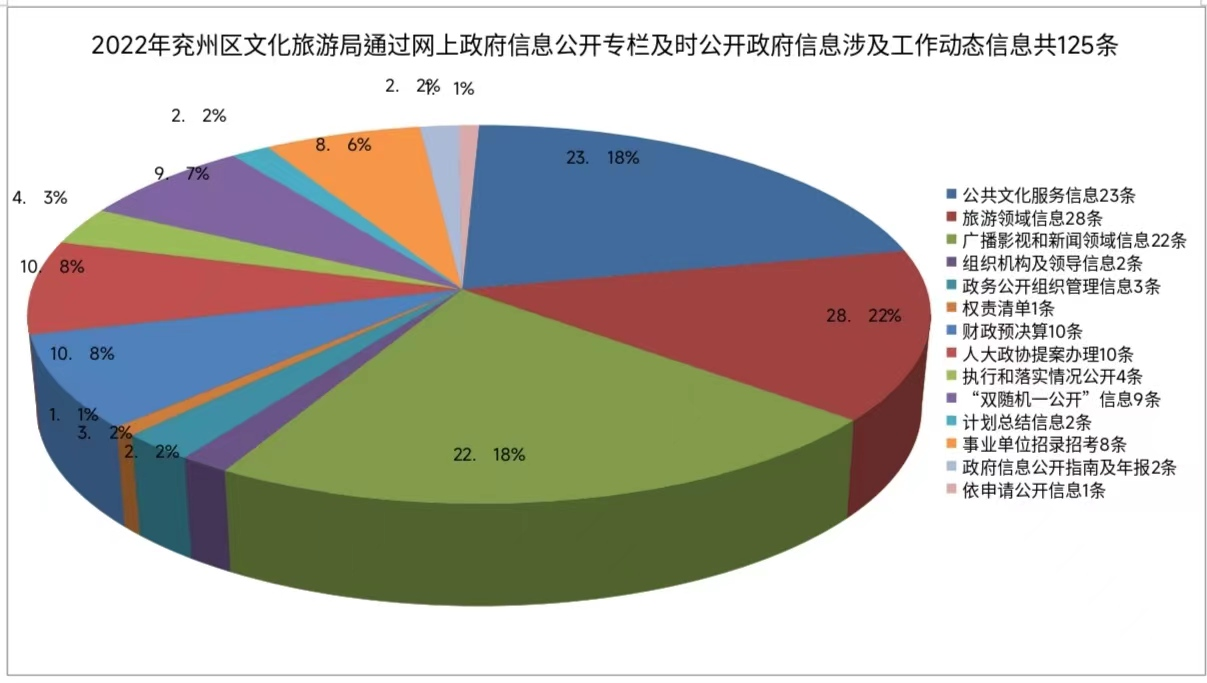 2022年兖州区文化旅游局通过网上政府信息公开专栏及时公开政府信息涉及工作动态信息共125条
2. 2%
1. 1%
2. 2%
8. 6%
23. 18%
9. 7%
4. 3%
10. 8%
28. 22%
10. 8%
1. 1%
3. 2%
2. 2%
22. 18%
公共文化服务信息23条
旅游领域信息28条
广播影视和新闻领域信息22条
组织机构及领导信息2条
政务公开组织管理信息3条
权责清单1条
财政预决算10条
人大政协提案办理10条
执行和落实情况公开4条
“双随机一公开”信息9条
计划总结信息2条
事业单位招录招考8条
政府信息公开指南及年报2条
依申请公开信息1条